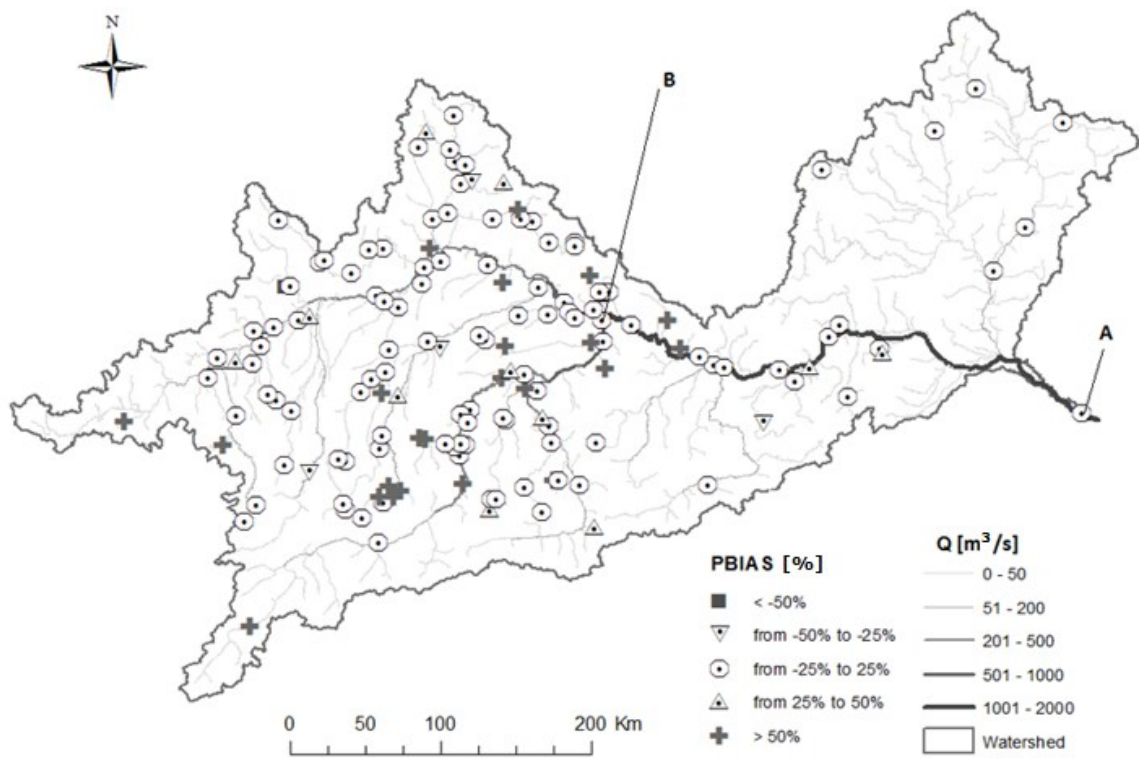 N
B
A
PBIAS [%]
< -50%
from -50% to -25%
from -25% to 25%
from 25% to 50%
> 50%
Q [m³/s]
0 - 50
51 - 200
201 - 500
501 - 1000
1001 - 2000
Watershed
0 50 100 200 Km